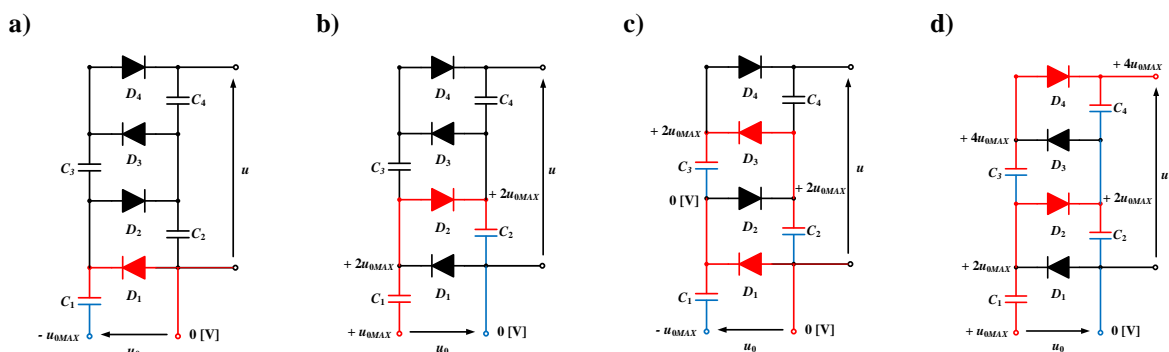 a)
D4
C4
D3
C3
u
D2
C2
D1
C1
- u0MAX
0 [V]
u0
b)
D4
C4
D3
C3
u
D2
+ 2u0MAX
C2
+ 2u0MAX
D1
C1
+ u0MAX
0 [V]
u0
c)
D4
C4
+ 2u0MAX
D3
C3
u
0 [V]
D2
+ 2u0MAX
C2
D1
C1
- u0MAX
0 [V]
u0
d)
+ 4u0MAX
D4
C4
+ 4u0MAX
D3
C3
u
D2
+ 2u0MAX
C2
+ 2u0MAX
D1
C1
+ u0MAX
0 [V]
u0